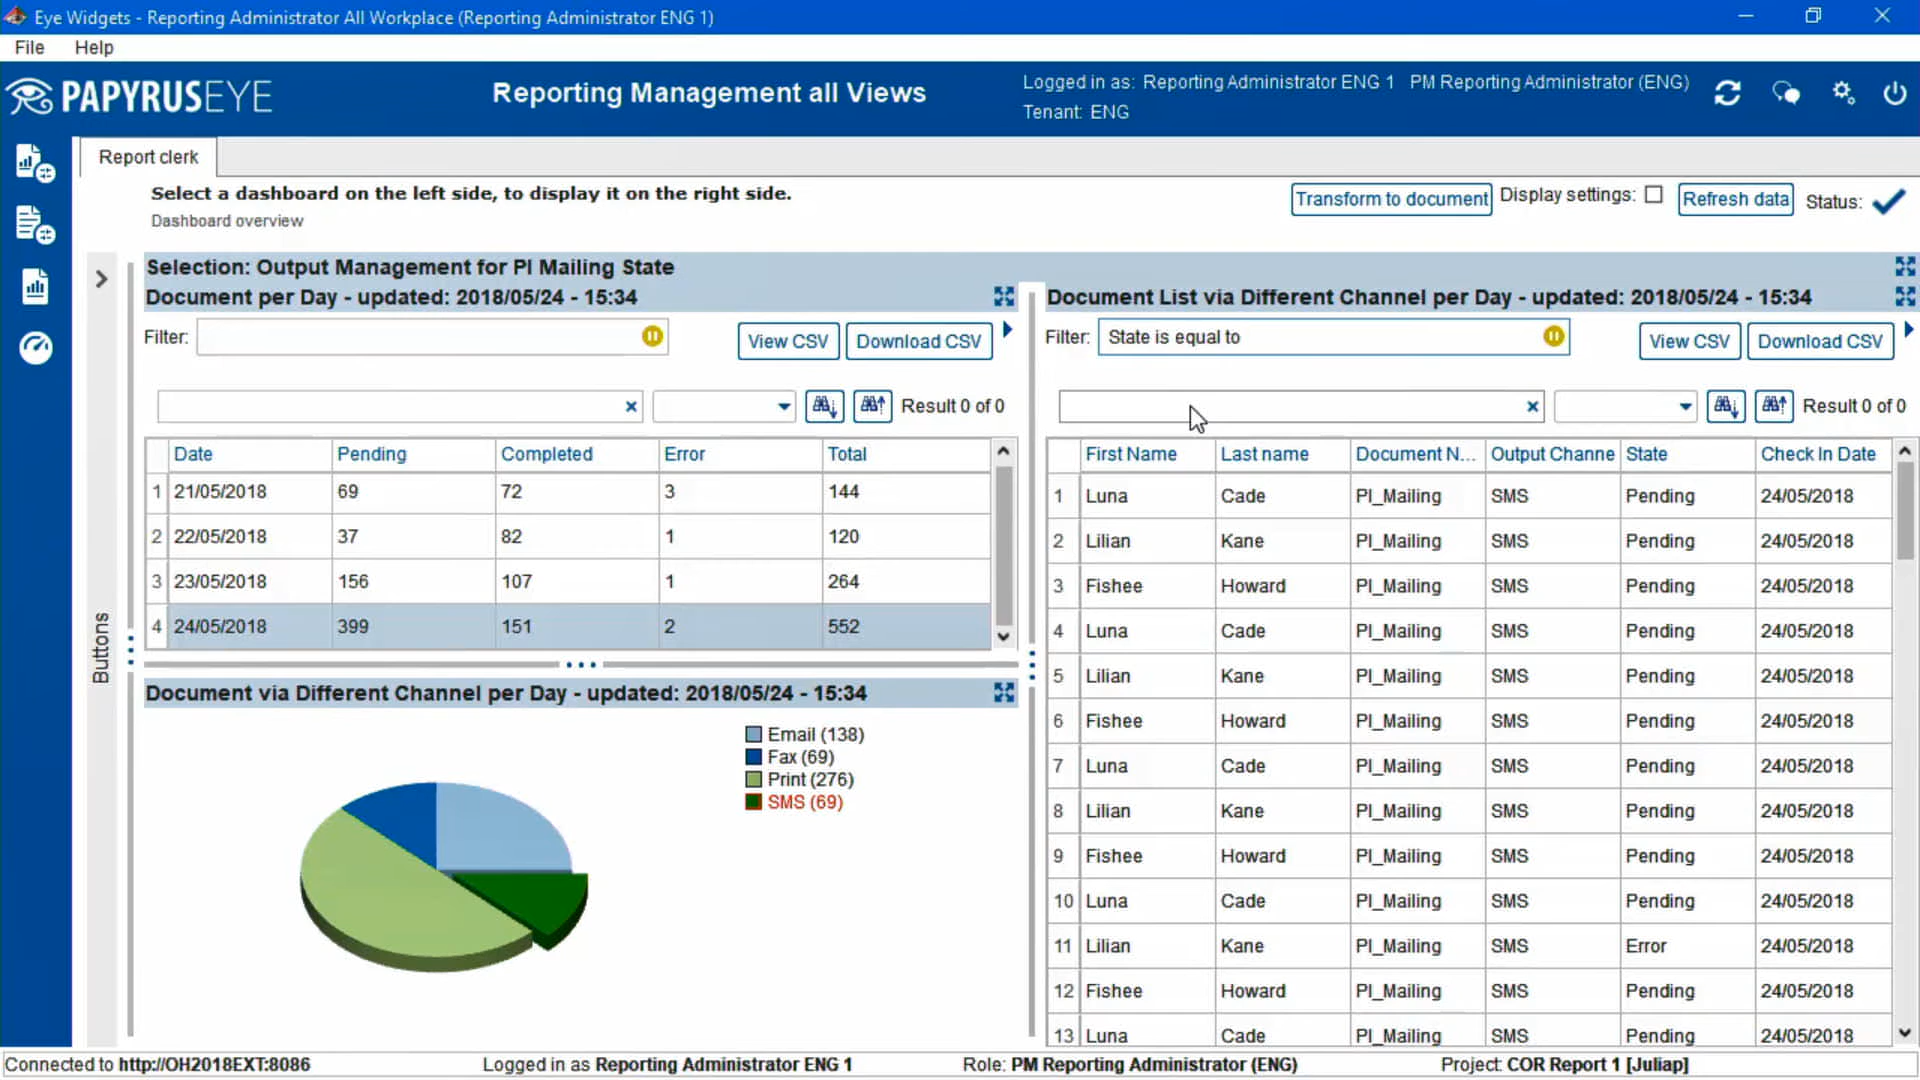 Eye Widgets - Reporting Administrator All Workplace (Reporting Administrator ENG 1)
File Help
PAPYRUSEYE
Reporting Management all Views
Logged in as: Reporting Administrator ENG 1 PM Reporting Administrator (ENG)
Tenant: ENG
Report clerk
Select a dashboard on the left side, to display it on the right side.
Dashboard overview
Transform to document Display settings: Refresh data Status:
Buttons
Selection: Output Management for PI Mailing State
Document per Day - updated: 2018/05/24 - 15:34
Filter: View CSV Download CSV
Result 0 of 0
Date Pending Completed Error Total
1 21/05/2018 69 72 3 144
2 22/05/2018 37 82 1 120
3 23/05/2018 156 107 1 264
4 24/05/2018 399 151 2 552
Document via Different Channel per Day - updated: 2018/05/24 - 15:34
Email (138)
Fax (69)
Print (276)
SMS (69)
Document List via Different Channel per Day - updated: 2018/05/24 - 15:34
Filter: State is equal to View CSV Download CSV
Result 0 of 0
First Name Last name Document N... Output Channe State Check In Date
1 Luna Cade PI_Mailing SMS Pending 24/05/2018
2 Lilian Kane PI_Mailing SMS Pending 24/05/2018
3 Fishee Howard PI_Mailing SMS Pending 24/05/2018
4 Luna Cade PI_Mailing SMS Pending 24/05/2018
5 Lilian Kane PI_Mailing SMS Pending 24/05/2018
6 Fishee Howard PI_Mailing SMS Pending 24/05/2018
7 Luna Cade PI_Mailing SMS Pending 24/05/2018
8 Lilian Kane PI_Mailing SMS Pending 24/05/2018
9 Fishee Howard PI_Mailing SMS Pending 24/05/2018
10 Luna Cade PI_Mailing SMS Pending 24/05/2018
11 Lilian Kane PI_Mailing SMS Error 24/05/2018
12 Fishee Howard PI_Mailing SMS Pending 24/05/2018
13 Luna Cade PI_Mailing SMS Pending 24/05/2018
Connected to http://OH2018EXT:8086 Logged in as Reporting Administrator ENG 1 Role: PM Reporting Administrator (ENG) Project: COR Report 1 [Juliap]